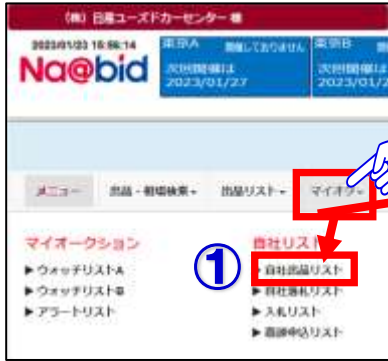 (株) 日産ユーズドカーセンター 様
2023/01/23 16:56:14
Na@bid
東京A 開催しておりません
次回開催は
2023/01/27
東京B
次回開催は
2023/01/2
メニュー 出品・相場検索 出品リスト マイオク
マイオークション
▶ウォッチリストA
▶ウォッチリストB
▶アラートリスト
①
自社リスト
▶自社出品リスト
▶自社落札リスト
▶入札リスト
▶商談申込リスト